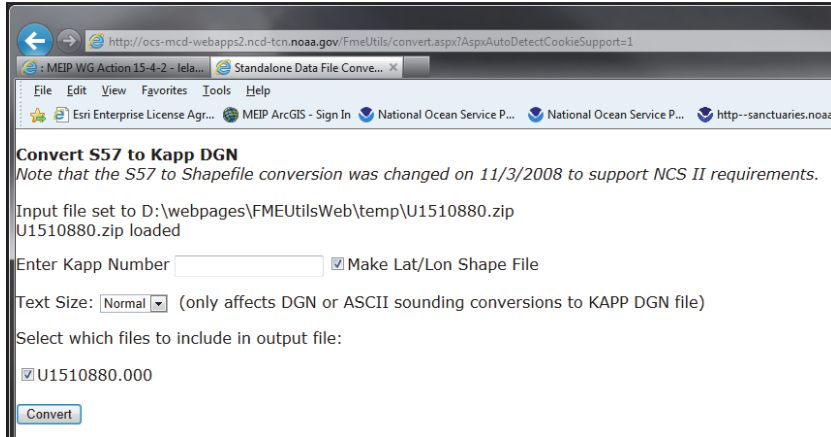 http://ocs-mcd-webapps2.ncd-tcn.noaa.gov/FmeUtils/convert.aspx?AspxAutoDetectCookieSupport=1
: MEIP WG Action 15-4-2 - lela... Standalone Data File Conve... ×
File Edit View Favorites Tools Help
Esri Enterprise License Agr... MEIP ArcGIS - Sign In National Ocean Service P... National Ocean Service P... http--sanctuaries.noaa
Convert S57 to Kapp DGN
Note that the S57 to Shapefile conversion was changed on 11/3/2008 to support NCS II requirements.
Input file set to D:\webpages\FMEUtilsWeb\temp\U1510880.zip
U1510880.zip loaded
Enter Kapp Number Make Lat/Lon Shape File
Text Size: Normal (only affects DGN or ASCII sounding conversions to KAPP DGN file)
Select which files to include in output file:
U1510880.000
Convert